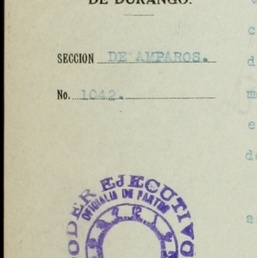 DE DURANGO.
SECCION DE AMPAROS.
No. 1042.
PODER EJECUTIVO
OFICIALIA DE PARTES